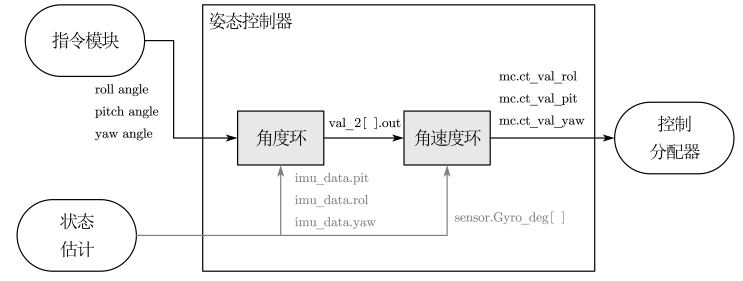 姿态控制器
指令模块
roll angle
pitch angle
yaw angle
角度环
val_2[ ].out
角速度环
mc.ct_val_rol
mc.ct_val_pit
mc.ct_val_yaw
控制
分配器
imu_data.pit
imu_data.rol
imu_data.yaw
sensor.Gyro_deg[ ]
状态
估计